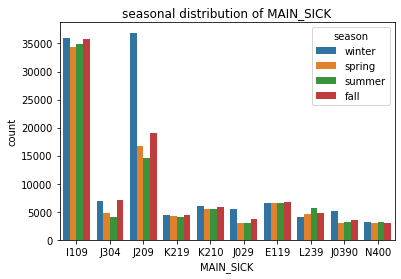 seasonal distribution of MAIN_SICK
season
winter
spring
summer
fall
count
35000
30000
25000
20000
15000
10000
5000
0
I109 J304 J209 K219 K210 J029 E119 L239 J0390 N400
MAIN_SICK